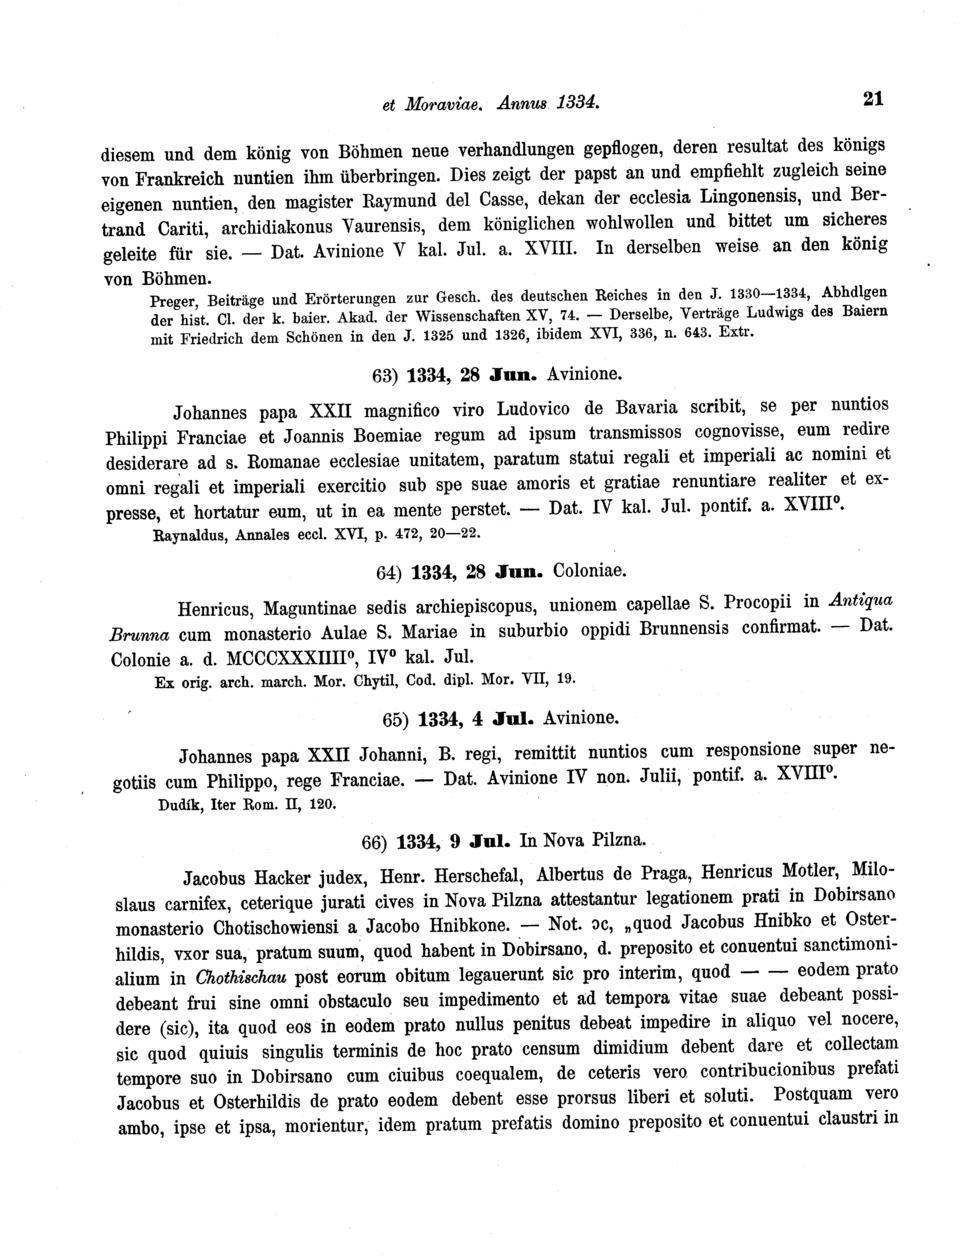 et Moraviae. Annus 1334. 21
diesem und dem könig von Böhmen neue verhandlungen gepflogen, deren resultat des königs
von Frankreich nuntien ihm überbringen. Dies zeigt der papst an und empfiehlt zugleich seine
eigenen nuntien, den magister Raymund del Casse, dekan der ecclesia Lingonensis, und Ber-
trand Cariti, archidiakonus Vaurensis, dem königlichen wohlwollen und bittet um sicheres
geleite für sie. — Dat. Avinione V kal. Jul. a. XVIII. In derselben weise an den könig
von Böhmen.
Preger, Beiträge und Erörterungen zur Gesch. des deutschen Reiches in den J. 1330—1334, Abhdlgen
der hist. Cl. der k. baier. Akad. der Wissenschaften XV, 74. — Derselbe, Verträge Ludwigs des Baiern
mit Friedrich dem Schönen in den J. 1325 und 1326, ibidem XVI, 336, n. 643. Extr.
63) 1334, 28 Jun. Avinione.
Johannes papa XXII magnifico viro Ludovico de Bavaria scribit, se per nuntios
Philippi Franciae et Joannis Boemiae regum ad ipsum transmissos cognovisse, eum redire
desiderare ad s. Romanae ecclesiae unitatem, paratum statui regali et imperiali ac nomini et
omni regali et imperiali exercitio sub spe suae amoris et gratiae renuntiare realiter et ex-
presse, et hortatur eum, ut in ea mente perstet. — Dat. IV kal. Jul. pontif. a. XVIIIº.
Raynaldus, Annales eccl. XVI, p. 472, 20—22.
64) 1334, 28 Jun. Coloniae.
Henricus, Maguntinae sedis archiepiscopus, unionem capellae S. Procopii in Antiqua
Brunna cum monasterio Aulae S. Mariae in suburbio oppidi Brunnensis confirmat. — Dat.
Colonie a. d. MCCCXXXIIIIº, IVº kal. Jul.
Ex orig. arch. march. Mor. Chytil, Cod. dipl. Mor. VII, 19.
65) 1334, 4 Jul. Avinione.
Johannes papa XXII Johanni, B. regi, remittit nuntios cum responsione super ne-
gotiis cum Philippo, rege Franciae. — Dat. Avinione IV non. Julii, pontif. a. XVIIIº.
Dudík, Iter Rom. II, 120.
66) 1334, 9 Jul. In Nova Pilzna.
Jacobus Hacker judex, Henr. Herschefal, Albertus de Praga, Henricus Motler, Milo-
slaus carnifex, ceterique jurati cives in Nova Pilzna attestantur legationem prati in Dobirsano
monasterio Chotischowiensi a Jacobo Hnibkone. — Not. ɔc, „quod Jacobus Hnibko et Oster-
hildis, vxor sua, pratum suum, quod habent in Dobirsano, d. preposito et conuentui sanctimoni-
alium in Chothischau post eorum obitum legauerunt sic pro interim, quod — — eodem prato
debeant frui sine omni obstaculo seu impedimento et ad tempora vitae suae debeant possi-
dere (sic), ita quod eos in eodem prato nullus penitus debeat impedire in aliquo vel nocere,
sic quod quiuis singulis terminis de hoc prato censum dimidium debent dare et collectam
tempore suo in Dobirsano cum ciuibus coequalem, de ceteris vero contribucionibus prefati
Jacobus et Osterhildis de prato eodem debent esse prorsus liberi et soluti. Postquam vero
ambo, ipse et ipsa, morientur, idem pratum prefatis domino preposito et conuentui claustri in